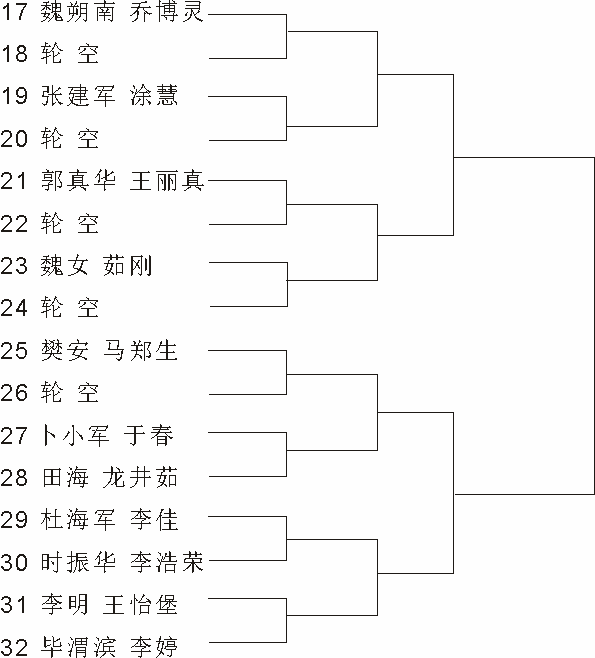 17 魏朔南 乔博灵
18 轮 空
19 张建军 涂慧
20 轮 空
21 郭真华 王丽真
22 轮 空
23 魏女 茹刚
24 轮 空
25 樊安 马郑生
26 轮 空
27 卜小军 于春
28 田海 龙井茹
29 杜海军 李佳
30 时振华 李浩荣
31 李明 王怡堡
32 毕渭滨 李婷